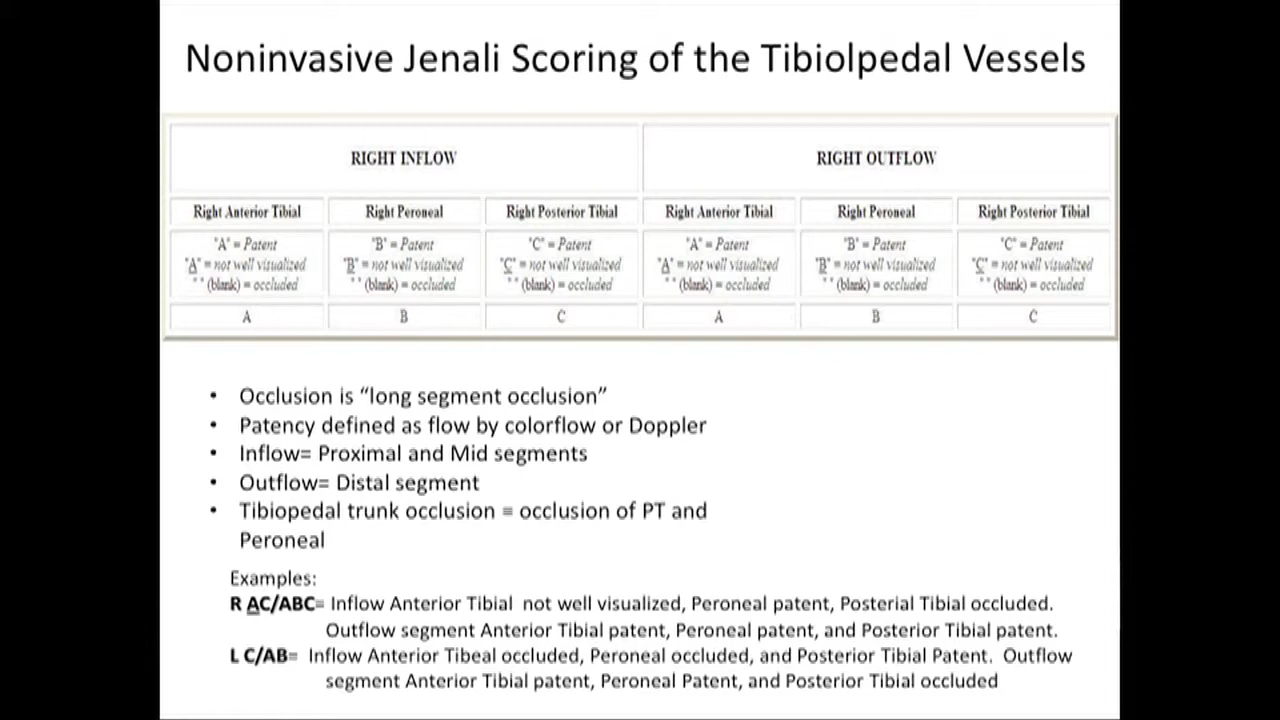 Noninvasive Jenali Scoring of the Tibiolpedal Vessels
RIGHT INFLOW RIGHT OUTFLOW
Right Anterior Tibial Right Peroneal Right Posterior Tibial Right Anterior Tibial Right Peroneal Right Posterior Tibial
"A" = Patent "B" = Patent "C" = Patent "A" = Patent "B" = Patent "C" = Patent
"A" = not well visualized "B" = not well visualized "C" = not well visualized "A" = not well visualized "B" = not well visualized "C" = not well visualized
" " (blank) = occluded " " (blank) = occluded " " (blank) = occluded " " (blank) = occluded " " (blank) = occluded " " (blank) = occluded
A B C A B C
• Occlusion is “long segment occlusion”
• Patency defined as flow by colorflow or Doppler
• Inflow= Proximal and Mid segments
• Outflow= Distal segment
• Tibiopedal trunk occlusion = occlusion of PT and
Peroneal
Examples:
R AC/ABC= Inflow Anterior Tibial not well visualized, Peroneal patent, Posterial Tibial occluded.
Outflow segment Anterior Tibial patent, Peroneal patent, and Posterior Tibial patent.
L C/AB= Inflow Anterior Tibeal occluded, Peroneal occluded, and Posterior Tibial Patent. Outflow
segment Anterior Tibial patent, Peroneal Patent, and Posterior Tibial occluded